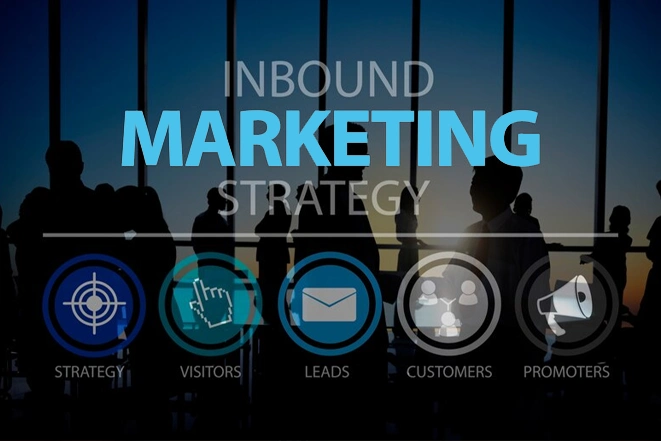 INBOUND
MARKETING
STRATEGY
STRATEGY
VISITORS
LEADS
CUSTOMERS
PROMOTERS